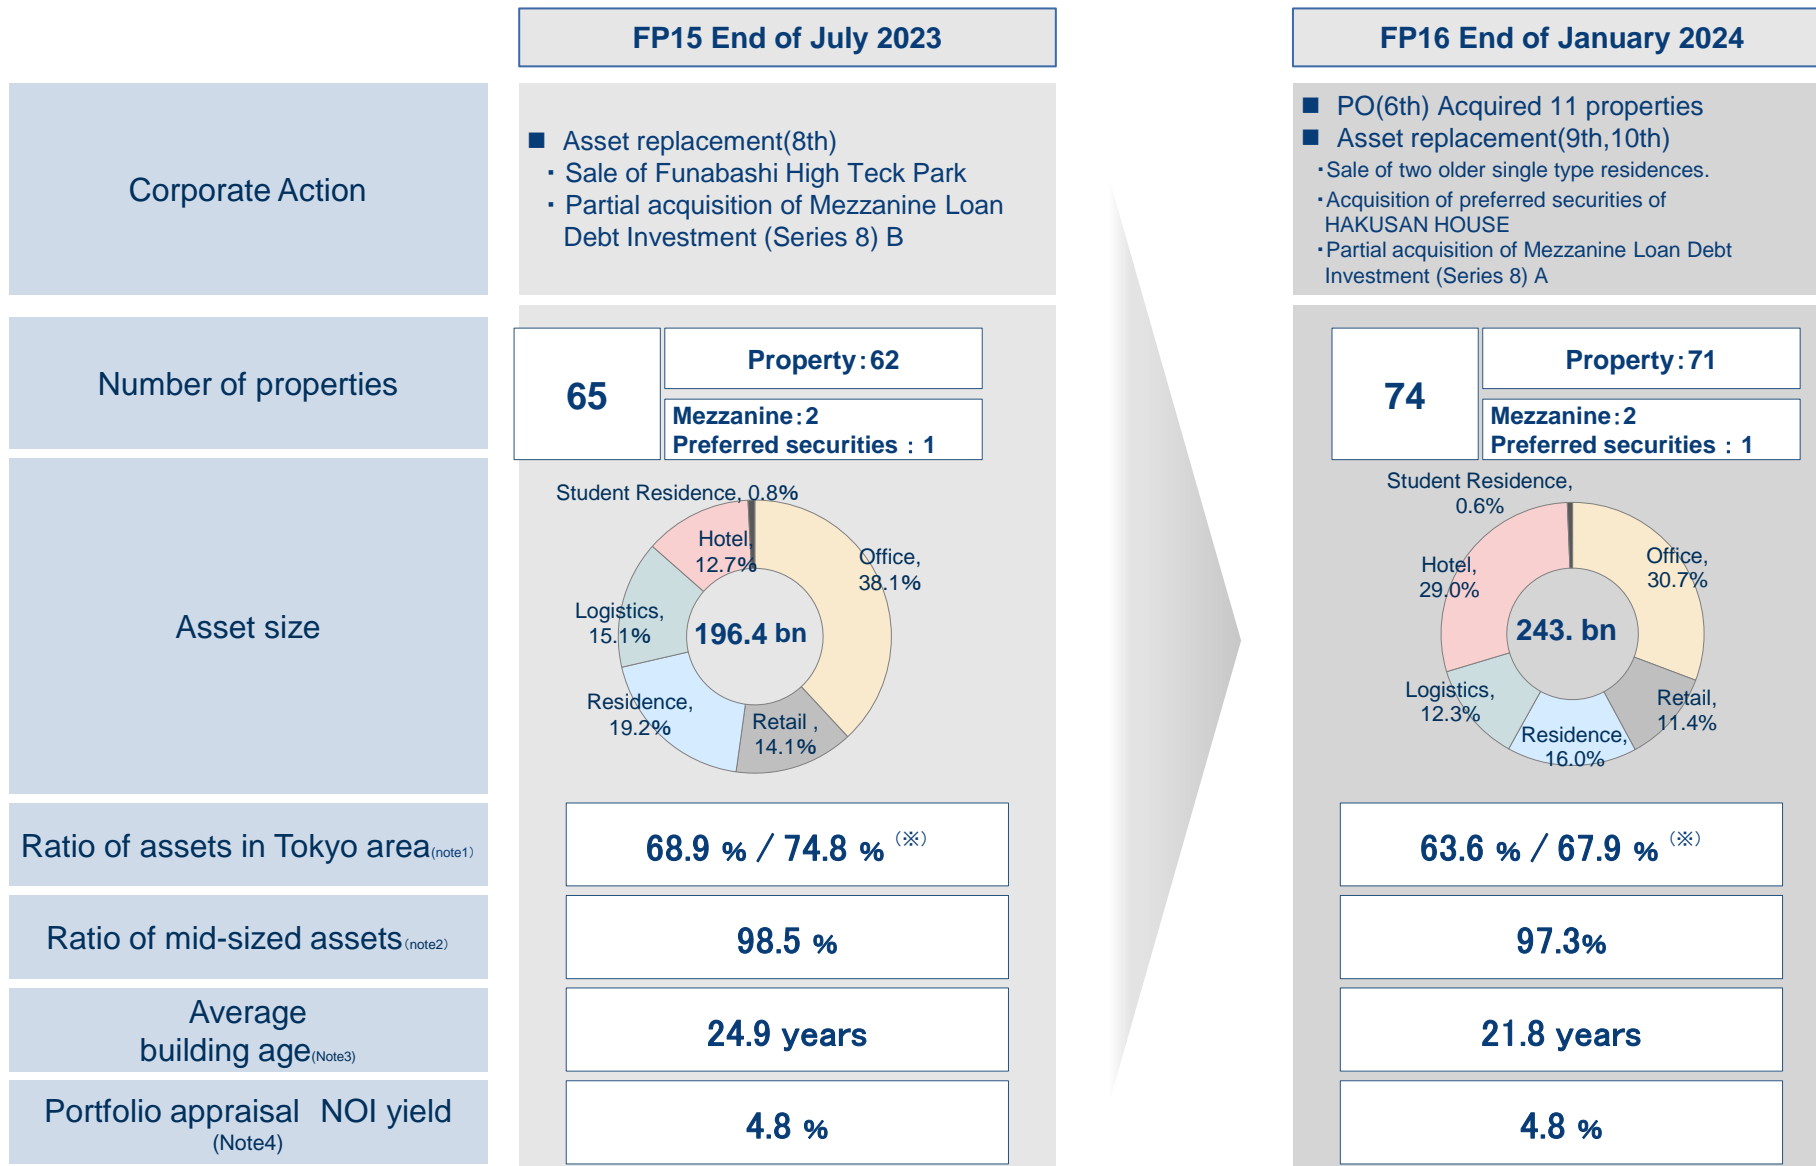 FP15 End of July 2023
FP16 End of January 2024
Corporate Action
■ Asset replacement(8th)
・Sale of Funabashi High Teck Park
・Partial acquisition of Mezzanine Loan
Debt Investment (Series 8) B
■ PO(6th) Acquired 11 properties
■ Asset replacement(9th,10th)
・Sale of two older single type residences.
・Acquisition of preferred securities of
HAKUSAN HOUSE
・Partial acquisition of Mezzanine Loan Debt
Investment (Series 8) A
Number of properties
65
Property：62
Mezzanine：2
Preferred securities ：1
74
Property：71
Mezzanine：2
Preferred securities ：1
Asset size
Student Residence, 0.8%
Hotel,
12.7%
Office,
38.1%
Logistics,
15.1%
196.4 bn
Residence,
19.2%
Retail ,
14.1%
Student Residence,
0.6%
Hotel,
29.0%
Office,
30.7%
243. bn
Logistics,
12.3%
Retail,
11.4%
Residence,
16.0%
Ratio of assets in Tokyo area(note1)
68.9 % / 74.8 % (※)
63.6 % / 67.9 % (※)
Ratio of mid-sized assets(note2)
98.5 %
97.3%
Average
building age(Note3)
24.9 years
21.8 years
Portfolio appraisal NOI yield
(Note4)
4.8 %
4.8 %